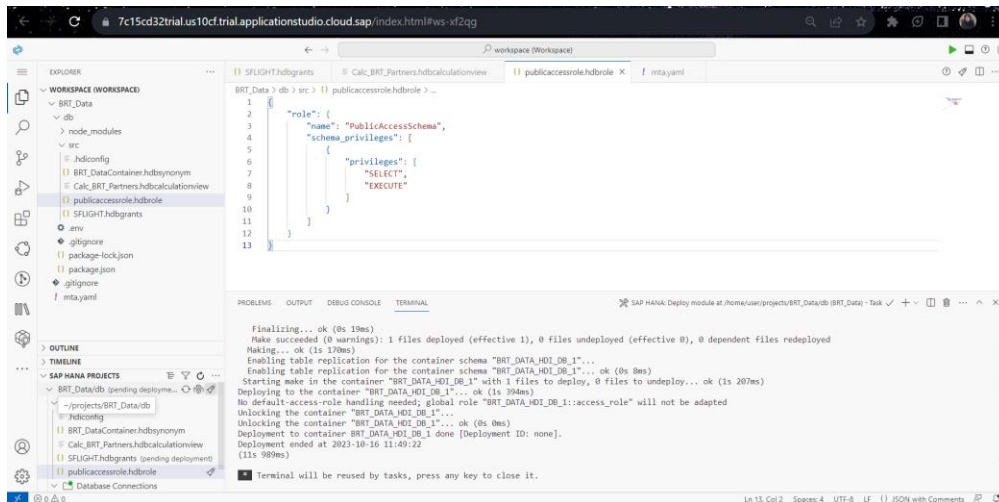 7c15cd32trial.us10cf.trial.applicationstudio.cloud.sap/index.html#ws-xf2qg
workspace (Workspace)
EXPLORER
WORKSPACE (WORKSPACE)
BRT_Data
db
node_modules
src
.hdiconfig
BRT_DataContainer.hdbsynonym
Calc_BRT_Partners.hdbcalculationview
publicaccessrole.hdbrole
SFLIGHT.hdbgrants
.env
.gitignore
package-lock.json
package.json
.gitignore
mta.yaml
OUTLINE
TIMELINE
SAP HANA PROJECTS
BRT_Data/db (pending deployme...
~/projects/BRT_Data/db
.hdiconfig
BRT_DataContainer.hdbsynonym
Calc_BRT_Partners.hdbcalculationview
SFLIGHT.hdbgrants (pending deployment)
publicaccessrole.hdbrole
Database Connections
SFLIGHT.hdbgrants
Calc_BRT_Partners.hdbcalculationview
publicaccessrole.hdbrole
mta.yaml
BRT_Data > db > src > {} publicaccessrole.hdbrole > ...
1 {
2 "role": {
3 "name": "PublicAccessSchema",
4 "schema_privileges": [
5 {
6 "privileges": [
7 "SELECT",
8 "EXECUTE"
9 ]
10 }
11 ]
12 }
13 }
PROBLEMS OUTPUT DEBUG CONSOLE TERMINAL
SAP HANA: Deploy module at /home/user/projects/BRT_Data/db (BRT_Data) - Task
Finalizing... ok (0s 19ms)
Make succeeded (0 warnings): 1 files deployed (effective 1), 0 files undeployed (effective 0), 0 dependent files redeployed
Making... ok (1s 170ms)
Enabling table replication for the container schema "BRT_DATA_HDI_DB_1"...
Enabling table replication for the container schema "BRT_DATA_HDI_DB_1"... ok (0s 8ms)
Starting make in the container "BRT_DATA_HDI_DB_1" with 1 files to deploy, 0 files to undeploy... ok (1s 207ms)
Deploying to the container "BRT_DATA_HDI_DB_1"... ok (1s 394ms)
No default-access-role handling needed; global role "BRT_DATA_HDI_DB_1::access_role" will not be adapted
Unlocking the container "BRT_DATA_HDI_DB_1"...
Unlocking the container "BRT_DATA_HDI_DB_1"... ok (0s 0ms)
Deployment to container BRT_DATA_HDI_DB_1 done [Deployment ID: none].
Deployment ended at 2023-10-16 11:49:22
(11s 989ms)
Terminal will be reused by tasks, press any key to close it.
0 0 Ln 13, Col 2 Spaces: 4 UTF-8 LF {} JSON with Comments